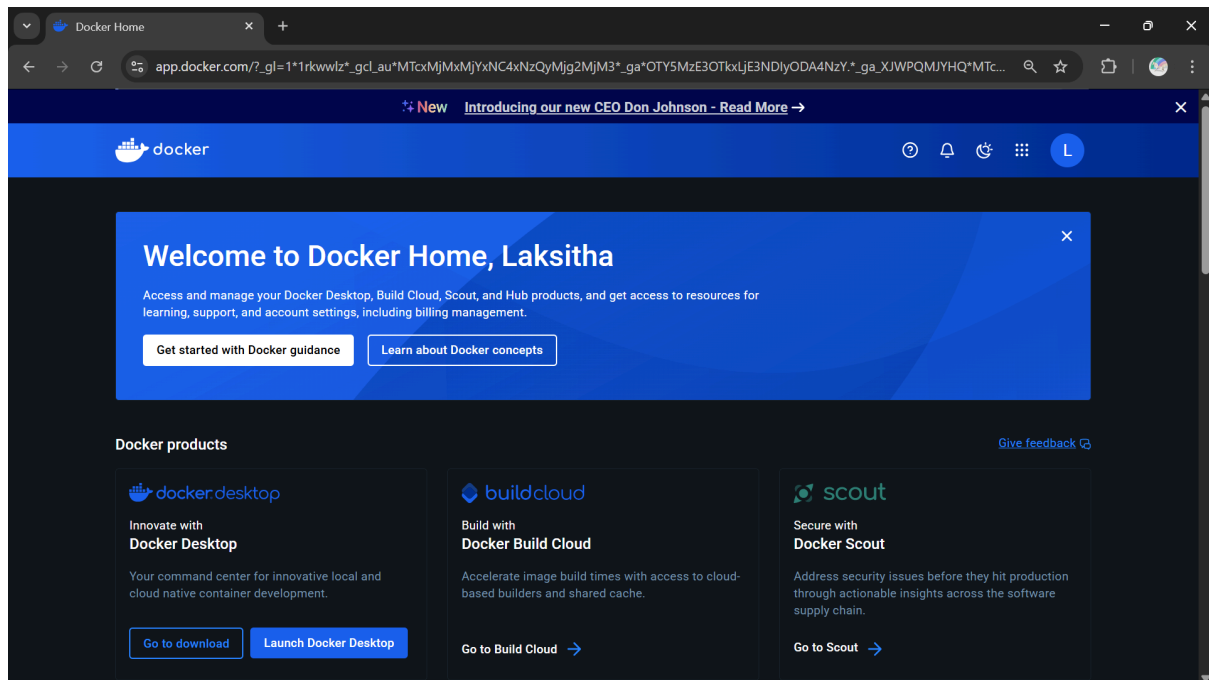 Docker Home
app.docker.com/?_gl=1*1rkwwlz*_gcl_au*MTcxMjMxMjYxNC4xNzQyMjg2MjM3*_ga*OTY5MzE3OTkxLjE3NDIyODA4NzY.*_ga_XJWPQMJYHQ*MTc...
New Introducing our new CEO Don Johnson - Read More →
docker
L
Welcome to Docker Home, Laksitha
Access and manage your Docker Desktop, Build Cloud, Scout, and Hub products, and get access to resources for
learning, support, and account settings, including billing management.
Get started with Docker guidance
Learn about Docker concepts
Docker products
Give feedback
docker.desktop
Innovate with
Docker Desktop
Your command center for innovative local and
cloud native container development.
Go to download
Launch Docker Desktop
buildcloud
Build with
Docker Build Cloud
Accelerate image build times with access to cloud-
based builders and shared cache.
Go to Build Cloud →
scout
Secure with
Docker Scout
Address security issues before they hit production
through actionable insights across the software
supply chain.
Go to Scout →